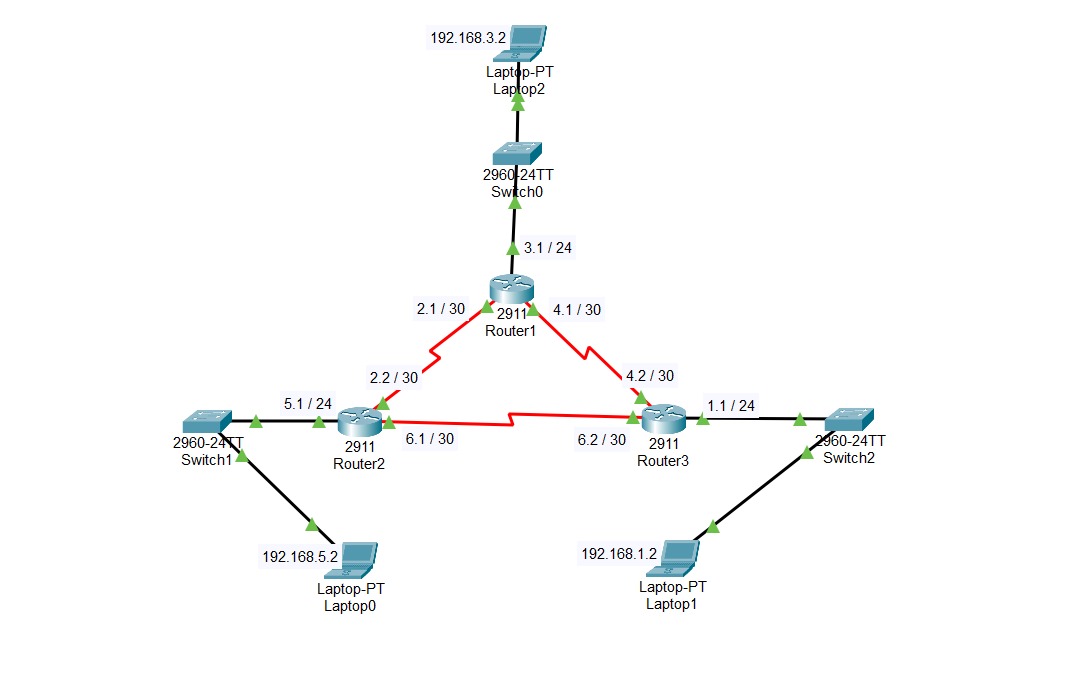 192.168.3.2
Laptop-PT
Laptop2
2960-24TT
Switch0
3.1 / 24
2.1 / 30
4.1 / 30
2911
Router1
2.2 / 30
4.2 / 30
5.1 / 24
1.1 / 24
6.1 / 30
6.2 / 30
2960-24TT
Switch1
2911
Router2
2911
Router3
2960-24TT
Switch2
192.168.5.2
Laptop-PT
Laptop0
192.168.1.2
Laptop-PT
Laptop1